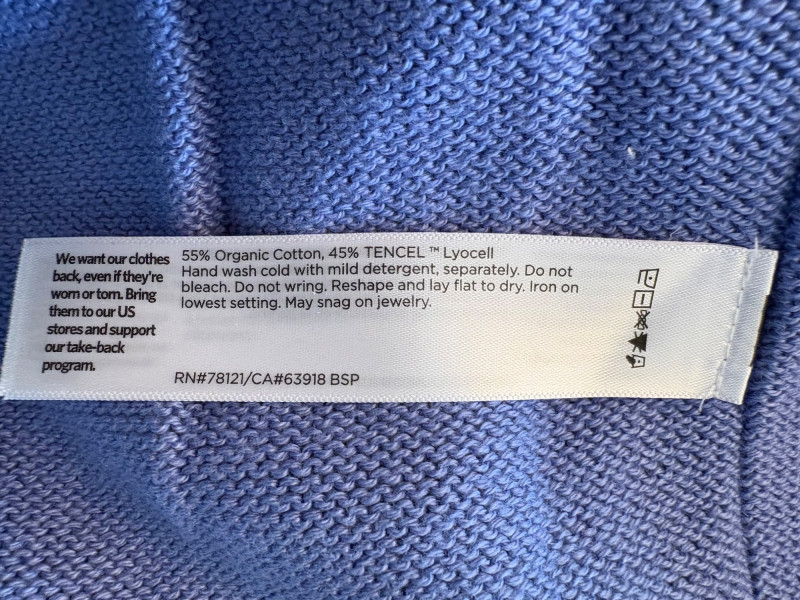 We want our clothes
back, even if they're
worn or torn. Bring
them to our US
stores and support
our take-back
program.
55% Organic Cotton, 45% TENCEL ™ Lyocell
Hand wash cold with mild detergent, separately. Do not
bleach. Do not wring. Reshape and lay flat to dry. Iron on
lowest setting. May snag on jewelry.
RN#78121/CA#63918 BSP